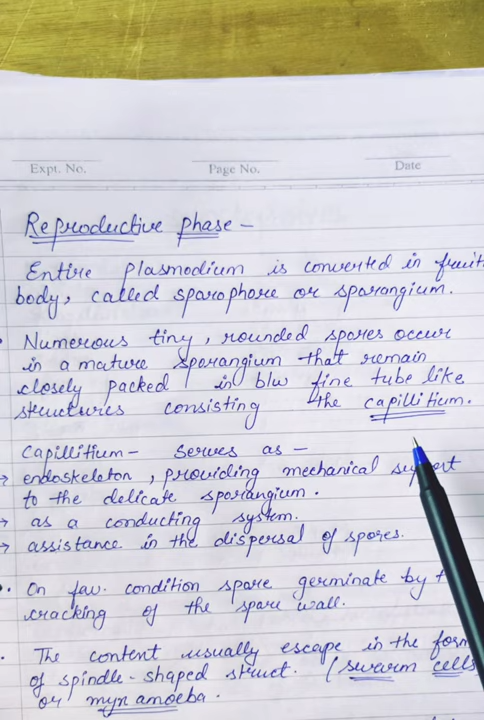 Expt. No. Page No. Date
Reproductive phase –
Entire plasmodium is converted in fruiti
body, called sporophore or sporangium.
Numerous tiny, rounded spores occur
in a mature sporangium that remain
closely packed in b/w fine tube like
structures consisting the capillitium.
Capillitium – serves as –
→ endoskeleton, providing mechanical support
to the delicate sporangium.
→ as a conducting system.
→ assistance in the dispersal of spores.
On fav. condition spore germinate by t
cracking of the spore wall.
The content usually escape in the form
of spindle-shaped struct. (swarm cells
or myxamoeba.